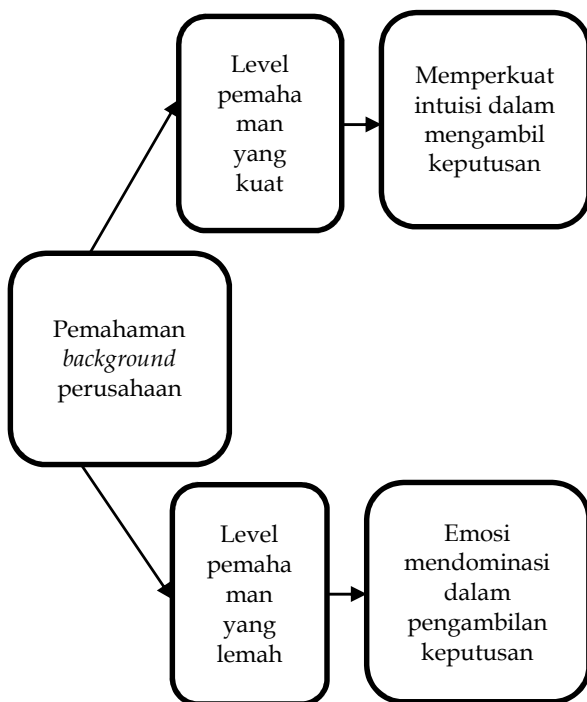 Level
pemaha
man
yang
kuat
Memperkuat
intuisi dalam
mengambil
keputusan
Pemahaman
background
perusahaan
Level
pemaha
man
yang
lemah
Emosi
mendominasi
dalam
pengambilan
keputusan